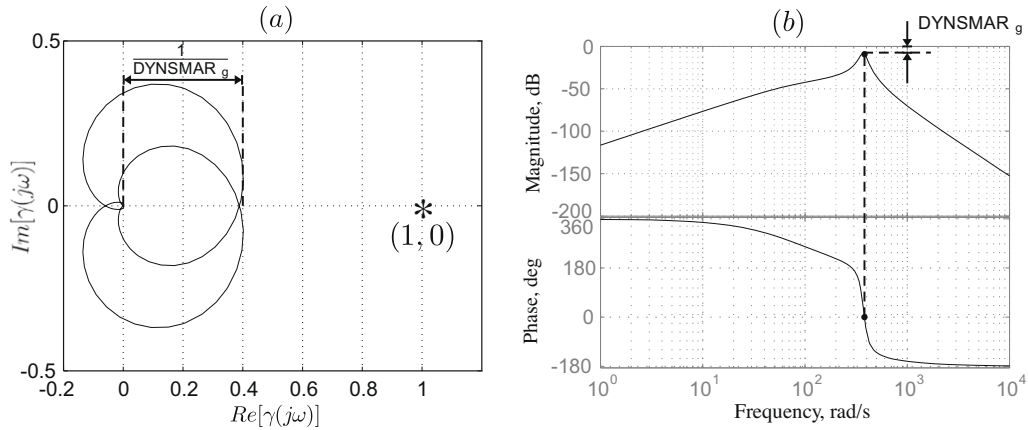 (a)
0.5
1
DYNSMAR g
Im[γ(jω)]
0
*
(1, 0)
-0.5
-0.2 0 0.2 0.4 0.6 0.8 1
Re[γ(jω)]
(b)
DYNSMAR g
0
-50
-100
-150
-200
Magnitude, dB
360
180
0
-180
Phase, deg
10^0 10^1 10^2 10^3 10^4
Frequency, rad/s